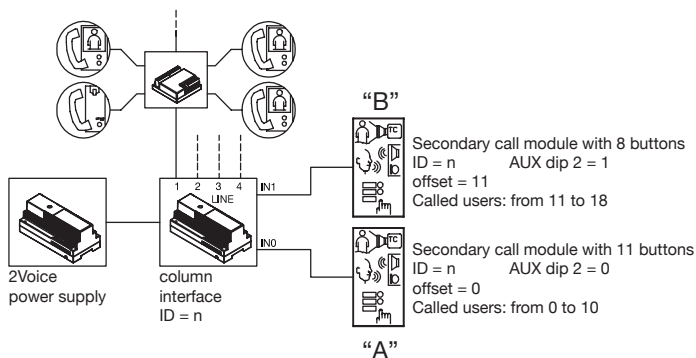 “B”
TC
Secondary call module with 8 buttons
ID = n AUX dip 2 = 1
offset = 11
Called users: from 11 to 18
1 2 3 4
LINE
IN1
IN0
2Voice
power supply
column
interface
ID = n
TC
Secondary call module with 11 buttons
ID = n AUX dip 2 = 0
offset = 0
Called users: from 0 to 10
“A”